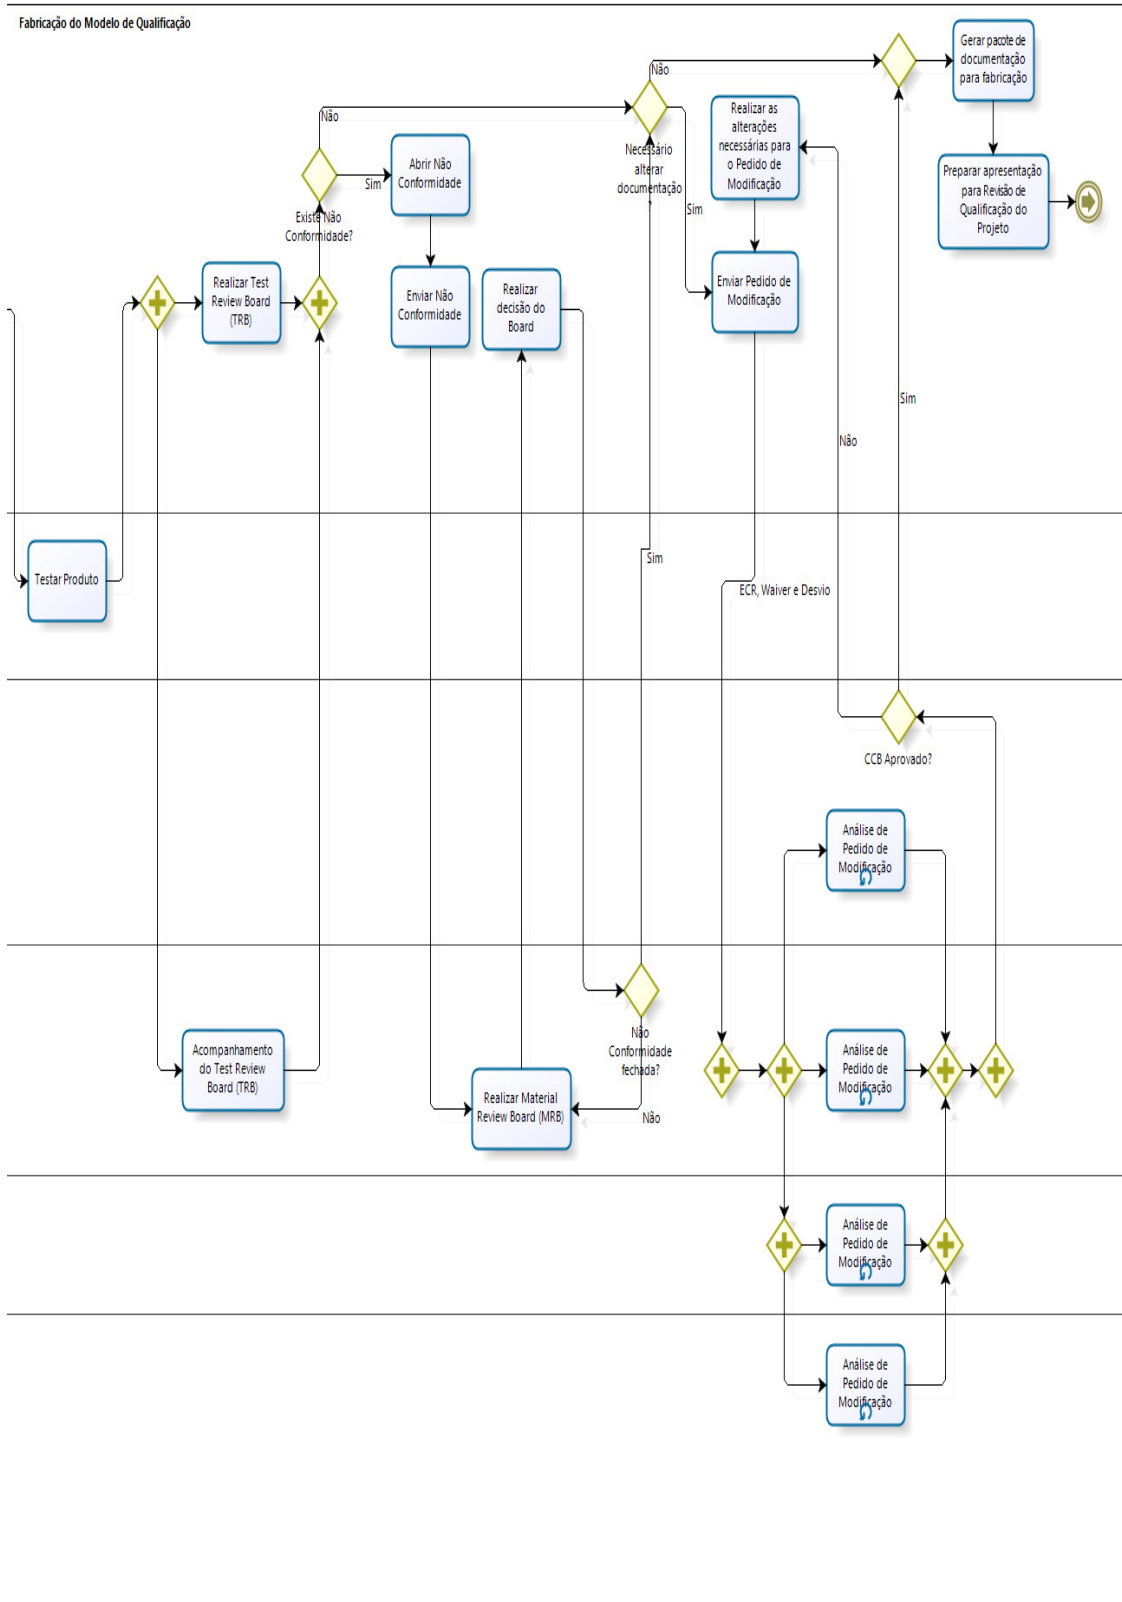 Fabricação do Modelo de Qualificação
Gerar pacote de
documentação
para fabricação
Não
Não
Realizar as
alterações
necessárias para
o Pedido de
Modificação
Abrir Não
Conformidade
Sim
Necessário
alterar
documentação
?
Preparar apresentação
para Revisão de
Qualificação do
Projeto
Sim
Existe Não
Conformidade?
Realizar Test
Review Board
(TRB)
Enviar Não
Conformidade
Realizar
decisão do
Board
Enviar Pedido de
Modificação
Sim
Não
Testar Produto
Sim
ECR, Waiver e Desvio
CCB Aprovado?
Análise de
Pedido de
Modificação
Não
Conformidade
fechada?
Acompanhamento
do Test Review
Board (TRB)
Análise de
Pedido de
Modificação
Realizar Material
Review Board (MRB)
Não
Análise de
Pedido de
Modificação
Análise de
Pedido de
Modificação